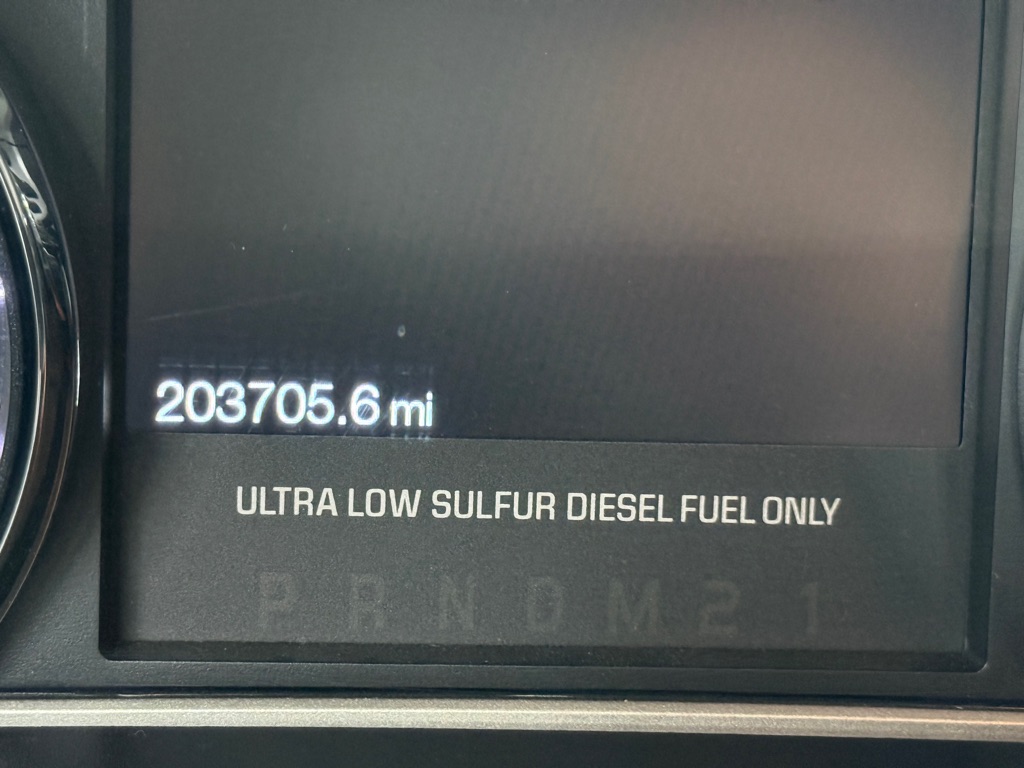 203705.6 mi
ULTRA LOW SULFUR DIESEL FUEL ONLY
P R N D M 2 1